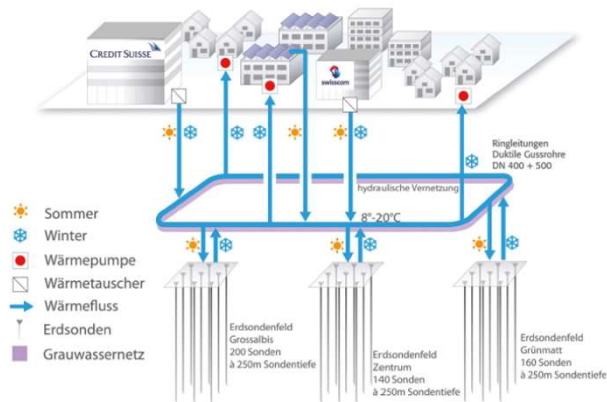 CREDIT SUISSE
swisscom
Ringleitungen
Duktile Gussrohre
DN 400 + 500
hydraulische Vernetzung
8°-20°C
Sommer
Winter
Wärmepumpe
Wärmetauscher
Wärmefluss
Erdsonden
Grauwassernetz
Erdsondenfeld
Grossalbis
200 Sonden
à 250m Sondentiefe
Erdsondenfeld
Zentrum
140 Sonden
à 250m Sondentiefe
Erdsondenfeld
Grünmatt
160 Sonden
à 250m Sondentiefe